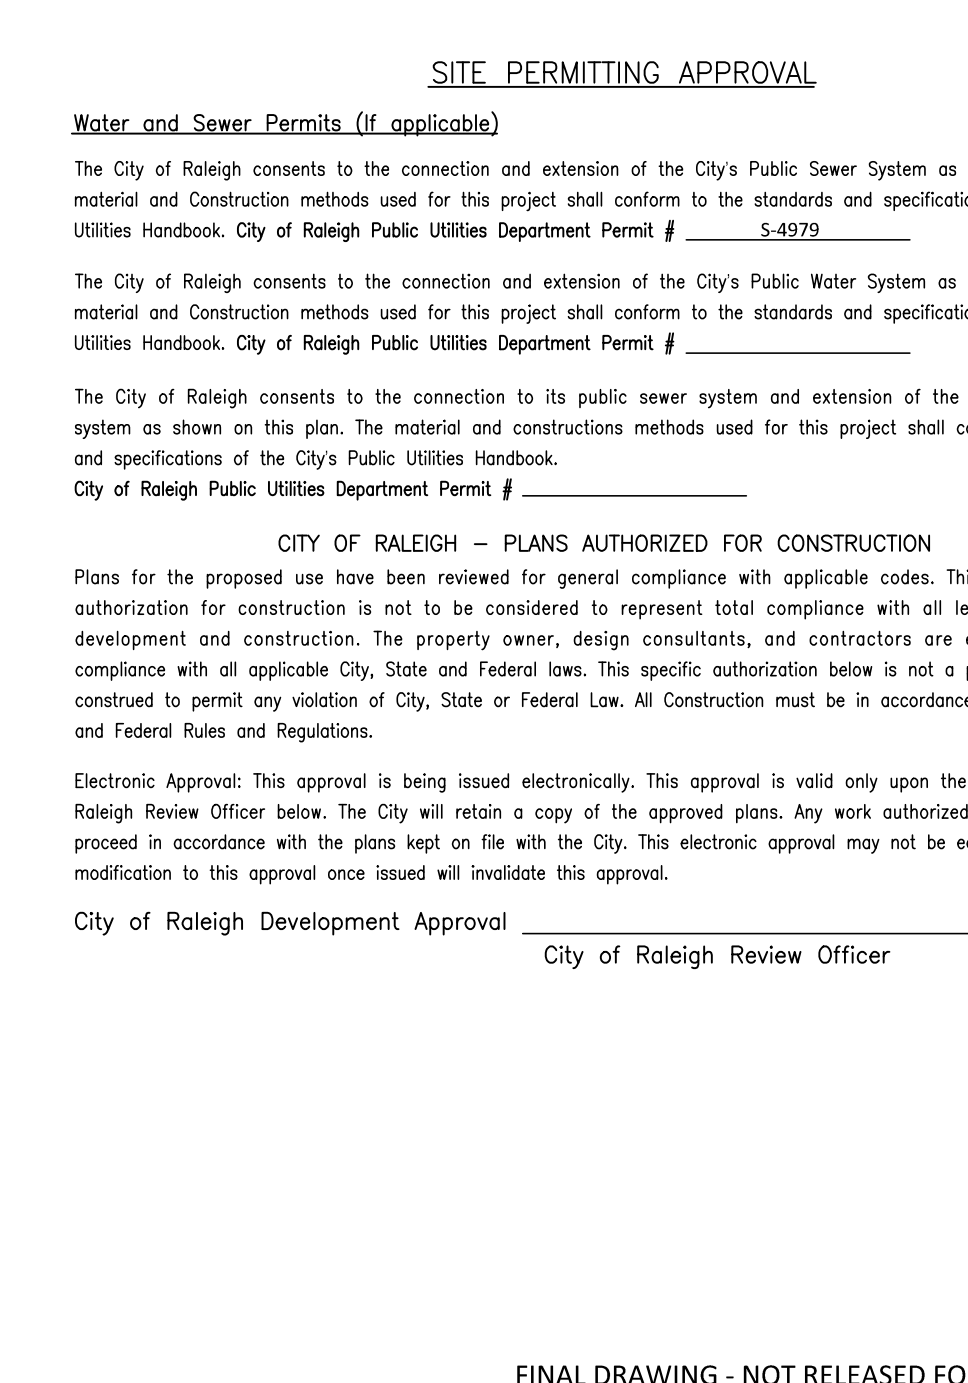 SITE PERMITTING APPROVAL
Water and Sewer Permits (If applicable)
The City of Raleigh consents to the connection and extension of the City's Public Sewer System as
material and Construction methods used for this project shall conform to the standards and
Utilities Handbook. City of Raleigh Public Utilities Department Permit # S-4979
The City of Raleigh consents to the connection and extension of the City's Public Water System as
material and Construction methods used for this project shall conform to the standards and
Utilities Handbook. City of Raleigh Public Utilities Department Permit #
The City of Raleigh consents to the connection to its public sewer system and extension of the
system as shown on this plan. The material and constructions methods used for this project shall
and specifications of the City's Public Utilities Handbook.
City of Raleigh Public Utilities Department Permit #
CITY OF RALEIGH – PLANS AUTHORIZED FOR CONSTRUCTION
Plans for the proposed use have been reviewed for general compliance with applicable codes.
authorization for construction is not to be considered to represent total compliance with all
development and construction. The property owner, design consultants, and contractors are
compliance with all applicable City, State and Federal laws. This specific authorization below is not a
construed to permit any violation of City, State or Federal Law. All Construction must be in
and Federal Rules and Regulations.
Electronic Approval: This approval is being issued electronically. This approval is valid only upon the
Raleigh Review Officer below. The City will retain a copy of the approved plans. Any work authorized
proceed in accordance with the plans kept on file with the City. This electronic approval may not be
modification to this approval once issued will invalidate this approval.
City of Raleigh Development Approval
City of Raleigh Review Officer
FINAL DRAWING - NOT RELEASED